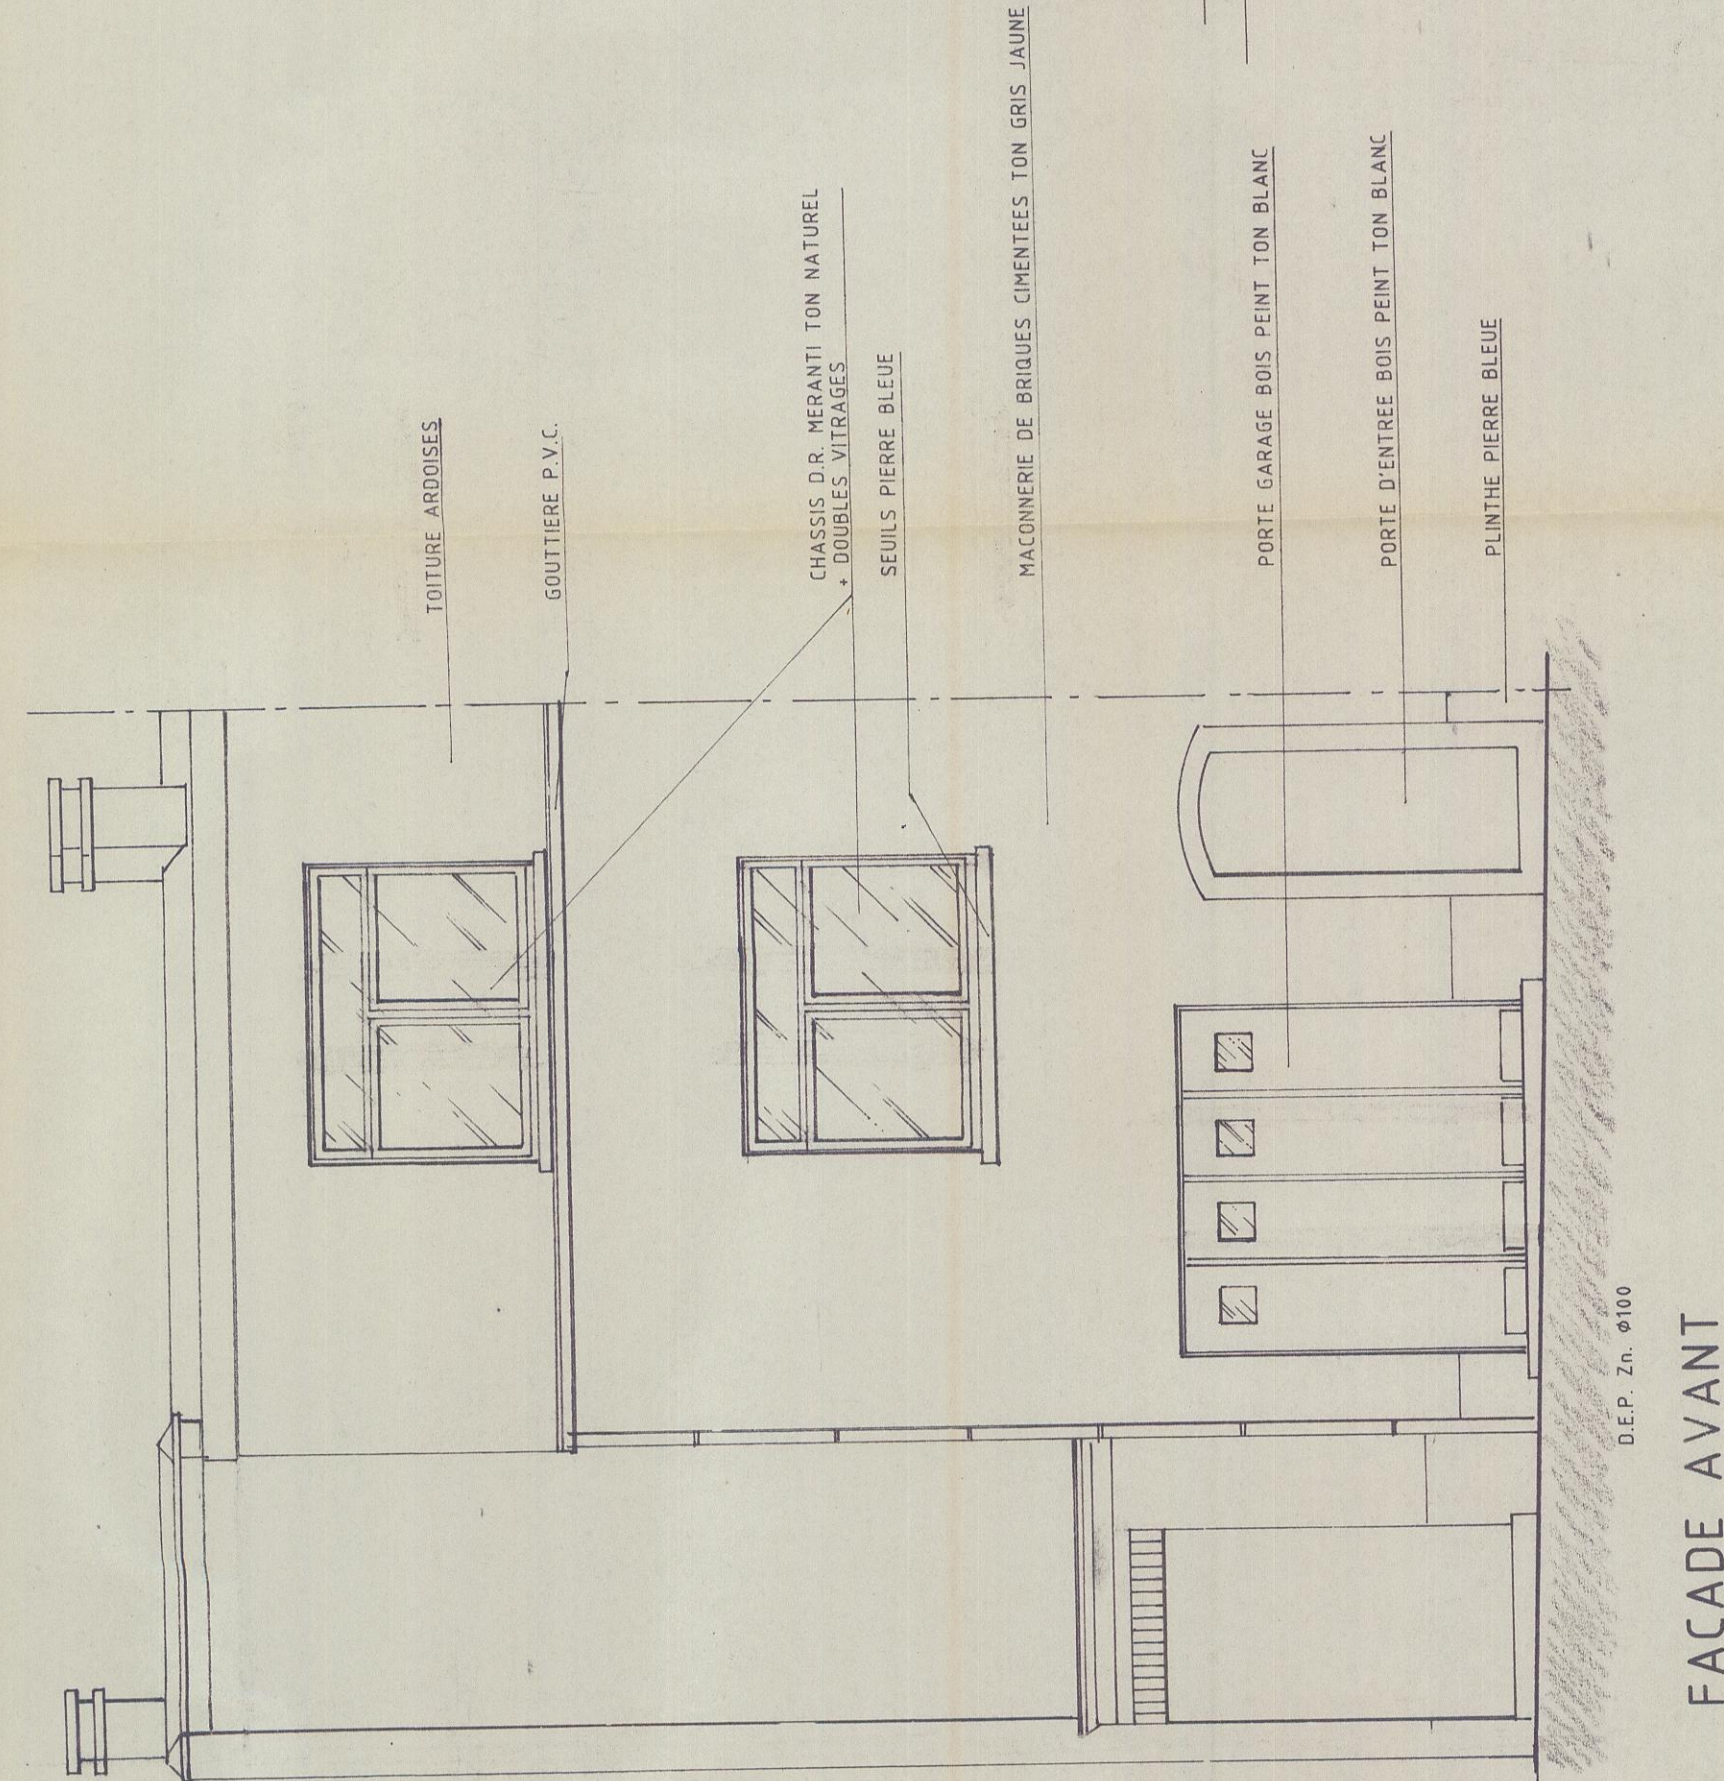 TOITURE ARDOISES
GOUTTIERE P.V.C.
CHASSIS D.R. MERANTI TON NATUREL
+ DOUBLES VITRAGES
SEUILS PIERRE BLEUE
MACONNERIE DE BRIQUES CIMENTEES TON GRIS JAUNE
PORTE GARAGE BOIS PEINT TON BLANC
PORTE D'ENTREE BOIS PEINT TON BLANC
PLINTHE PIERRE BLEUE
D.E.P. Zn. Φ100
FACADE AVANT